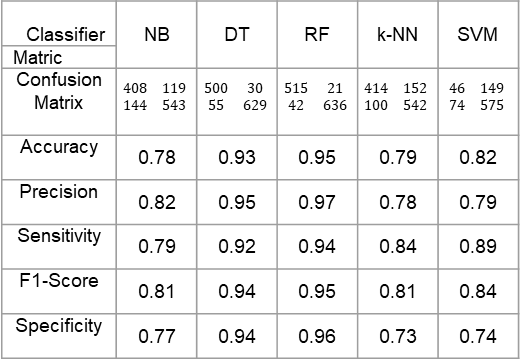 Classifier NB DT RF k-NN SVM
Matric
Confusion Matrix 408 119 500 30 515 21 414 152 46 149
144 543 55 629 42 636 100 542 74 575
Accuracy 0.78 0.93 0.95 0.79 0.82
Precision 0.82 0.95 0.97 0.78 0.79
Sensitivity 0.79 0.92 0.94 0.84 0.89
F1-Score 0.81 0.94 0.95 0.81 0.84
Specificity 0.77 0.94 0.96 0.73 0.74